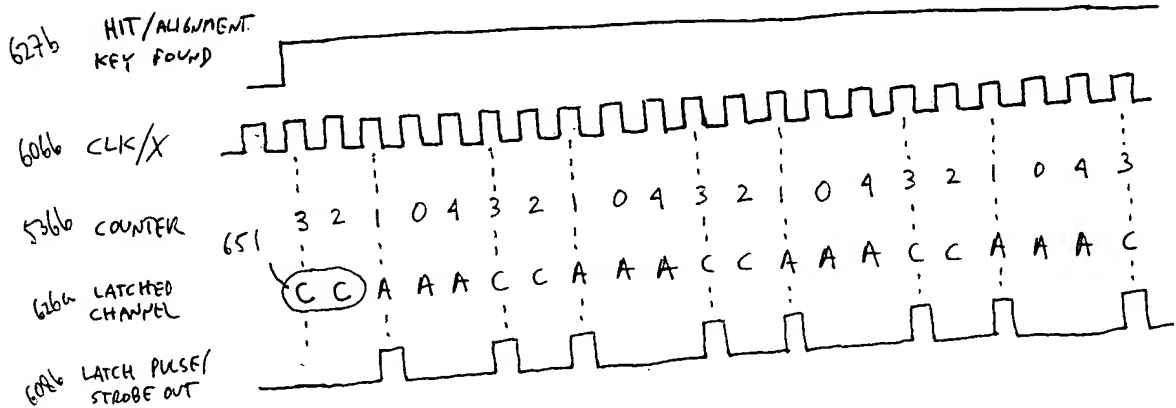 627b HIT/ALIGNMENT
KEY FOUND
606b CLK/X
536b COUNTER 3 2 1 0 4 3 2 1 0 4 3 2 1 0 4 3 2 1 0 4 3
651
626a LATCHED
CHANNEL C C A A A C C A A A C C A A A C C A A A C
608b LATCH PULSE/
STROBE OUT